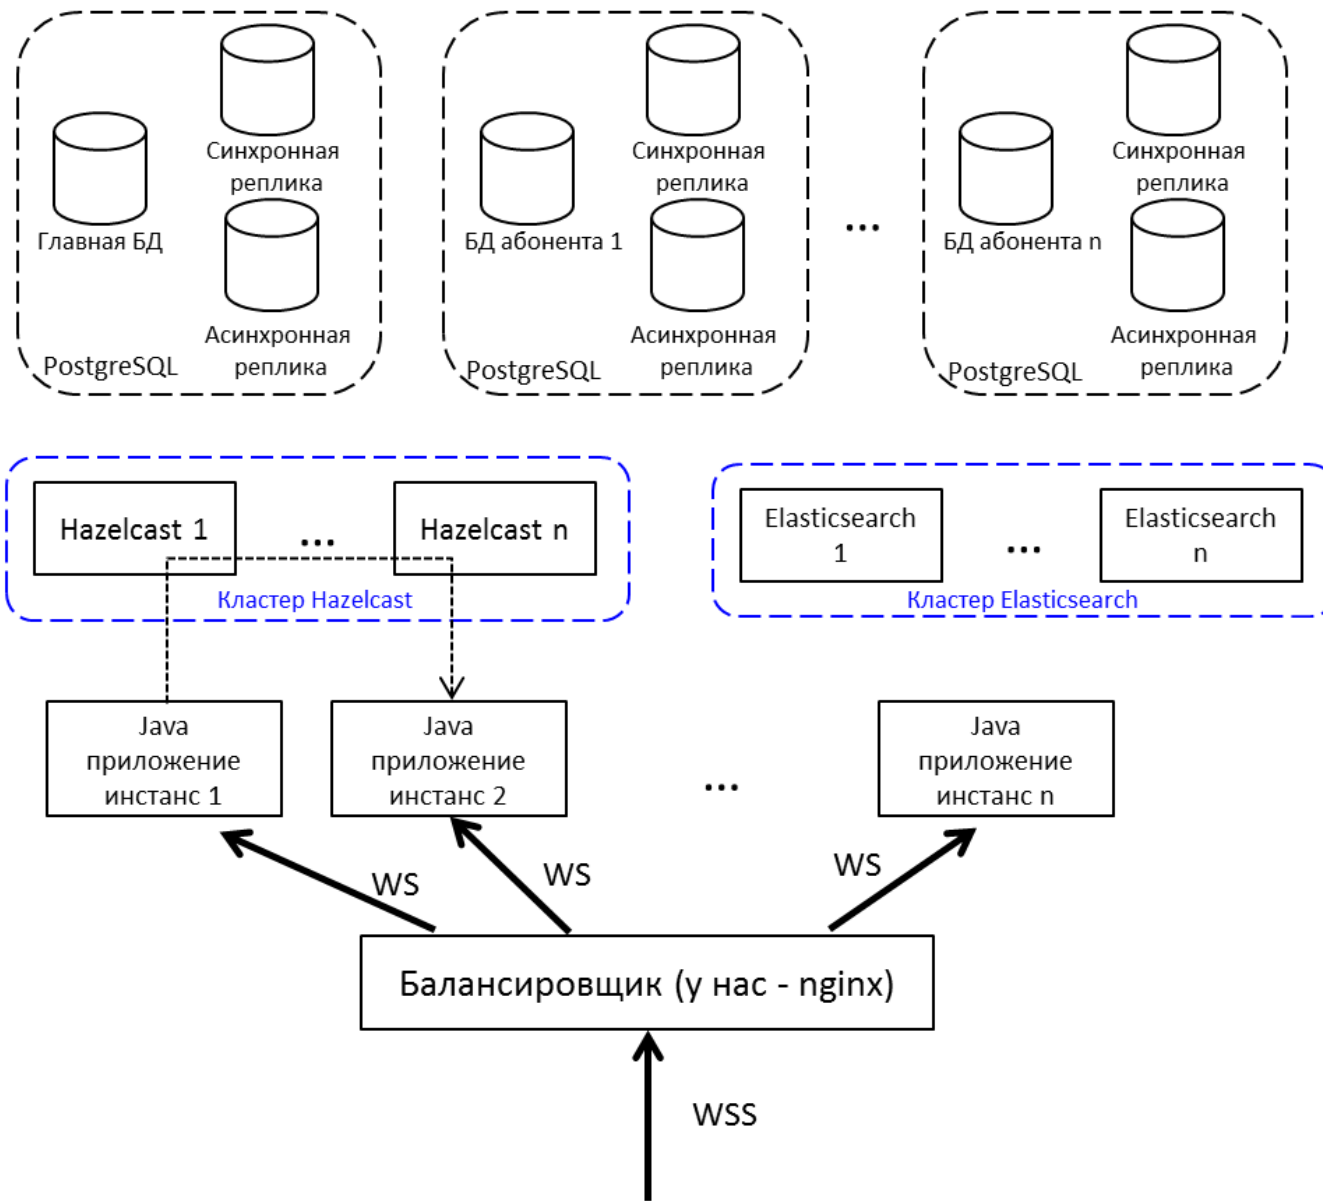 Синхронная
реплика
Главная БД
Асинхронная
реплика
PostgreSQL
Синхронная
реплика
БД абонента 1
Асинхронная
реплика
PostgreSQL
...
Синхронная
реплика
БД абонента n
Асинхронная
реплика
PostgreSQL
Hazelcast 1
...
Hazelcast n
Кластер Hazelcast
Elasticsearch
1
...
Elasticsearch
n
Кластер Elasticsearch
Java
приложение
инстанс 1
Java
приложение
инстанс 2
...
Java
приложение
инстанс n
WS
WS
WS
Балансировщик (у нас - nginx)
WSS